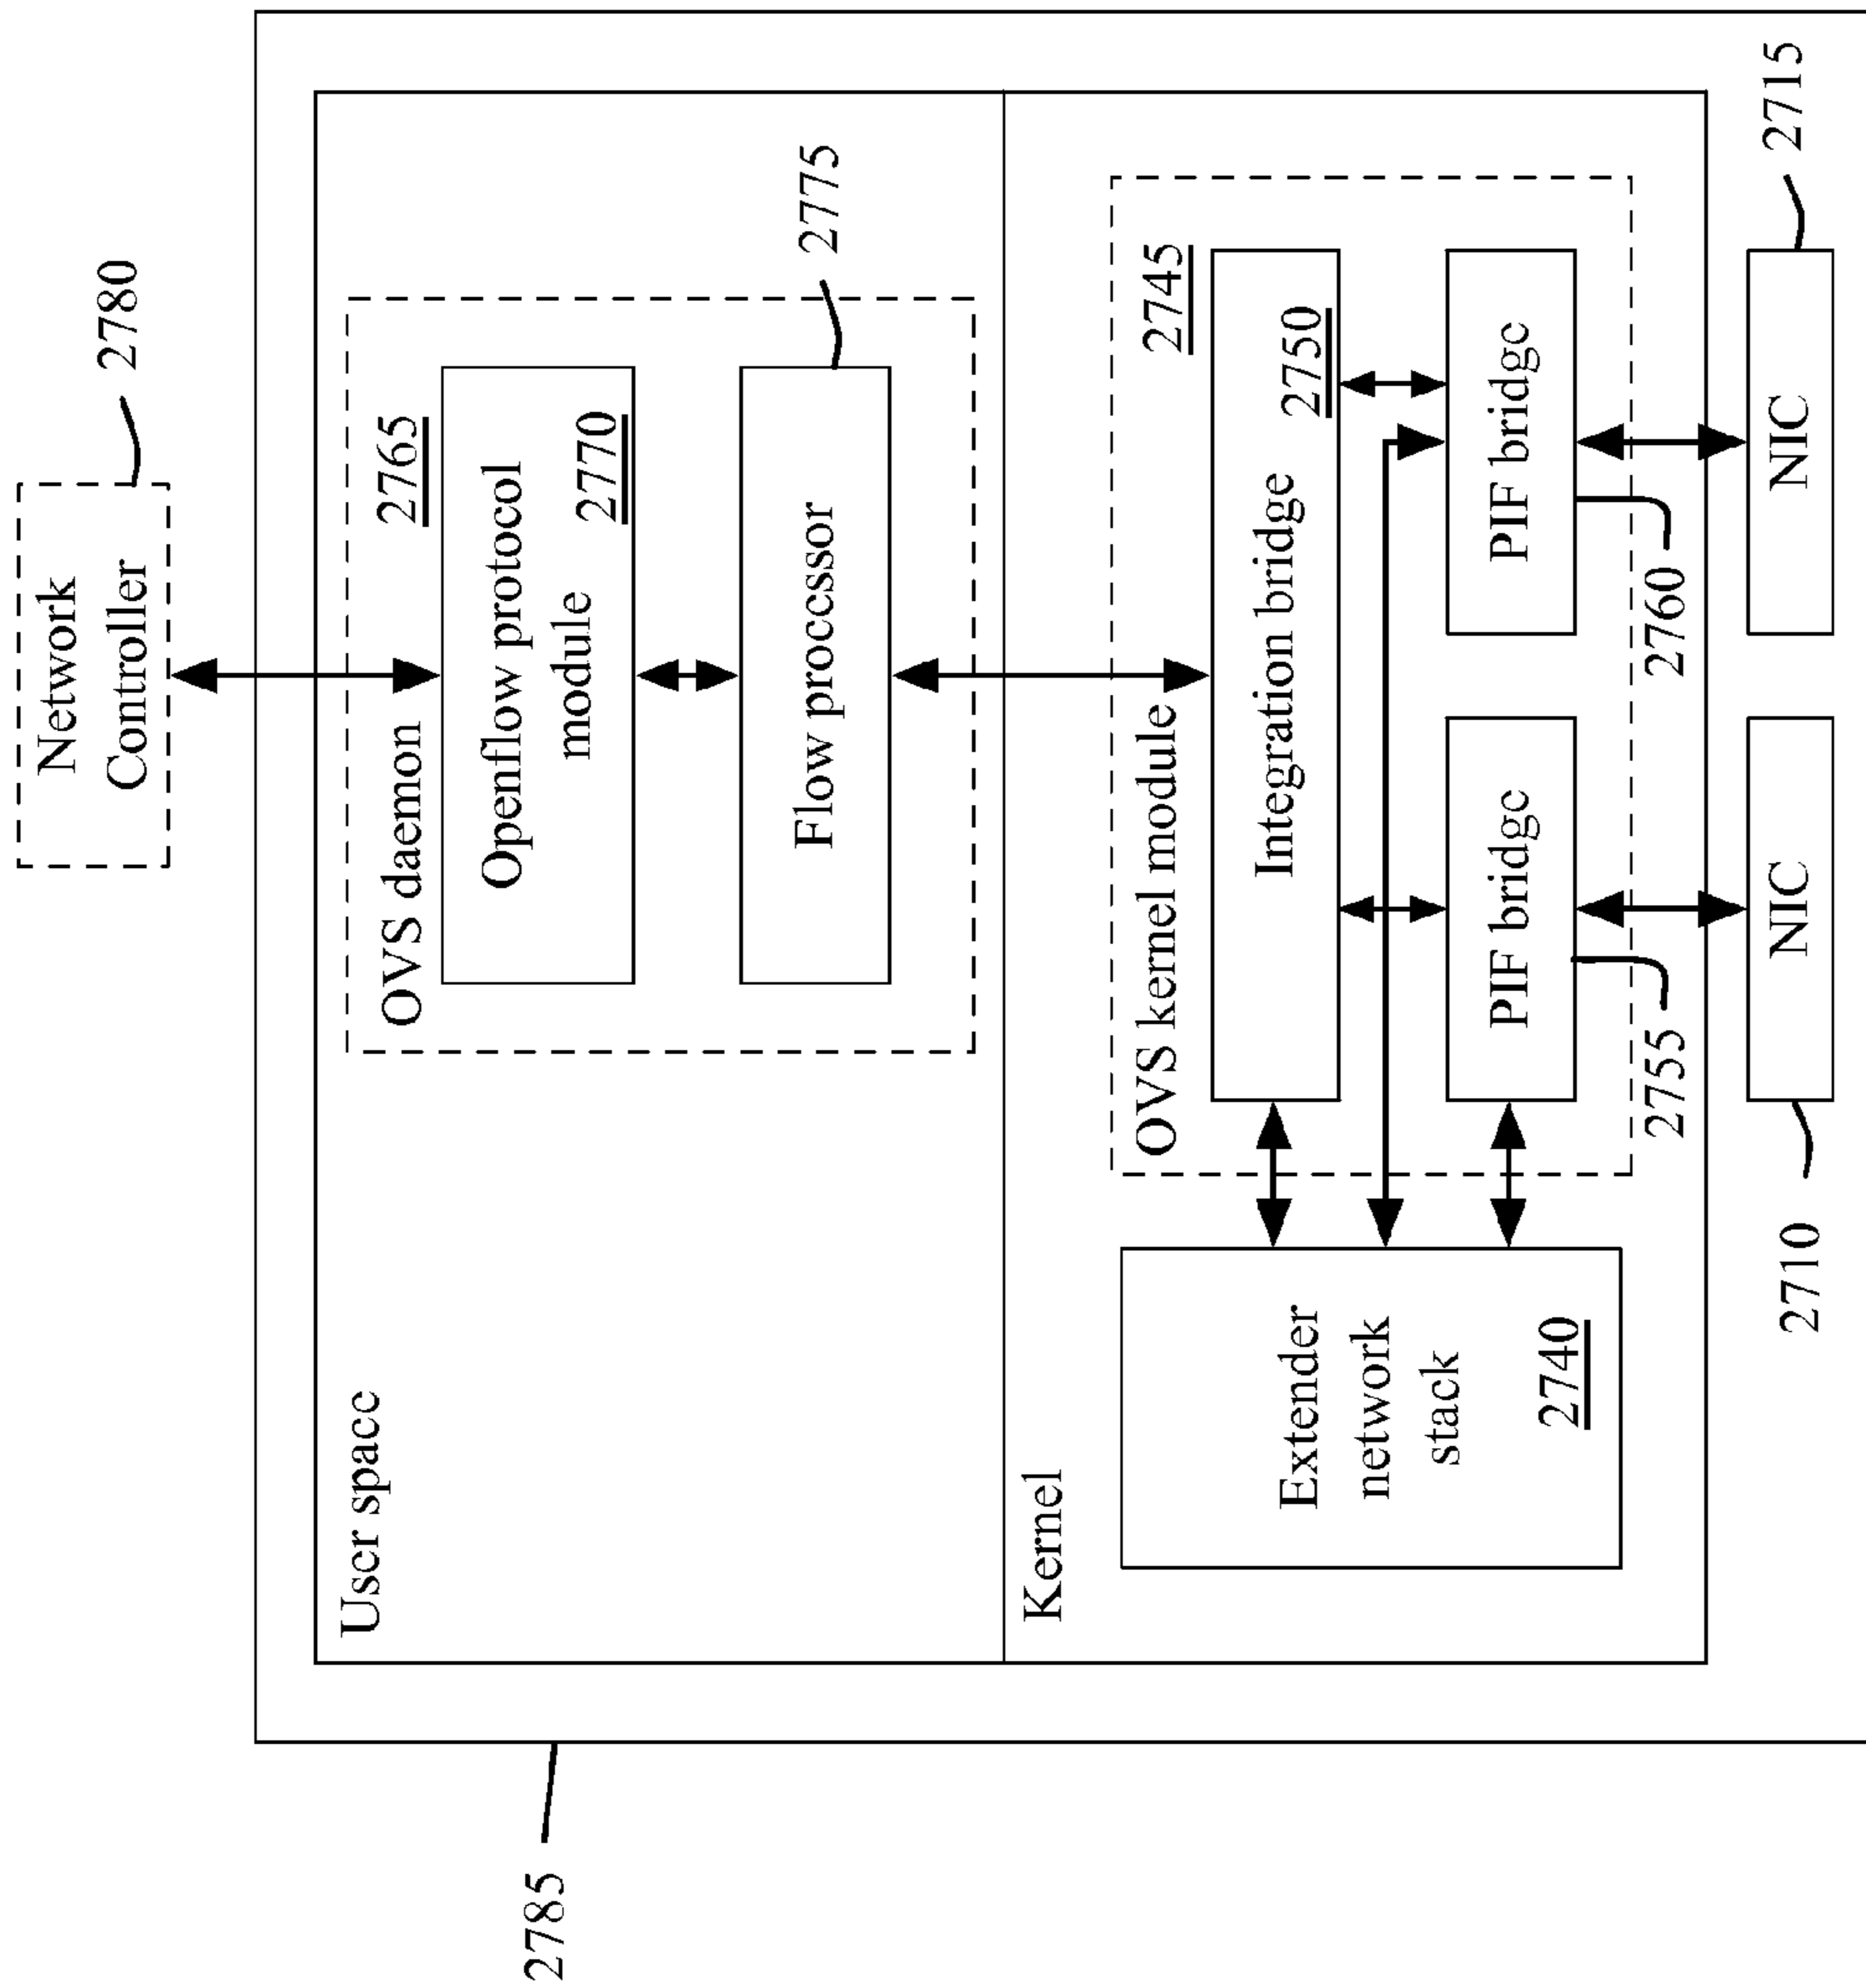 Network
Controller
2780
2785
User space
OVS daemon
2765
Openflow protocol
module
2770
Flow processor
2775
Kernel
OVS kernel module
2745
Extender
network
stack
2740
Integration bridge
2750
PIF bridge
PIF bridge
2755
2760
NIC
NIC
2710
2715